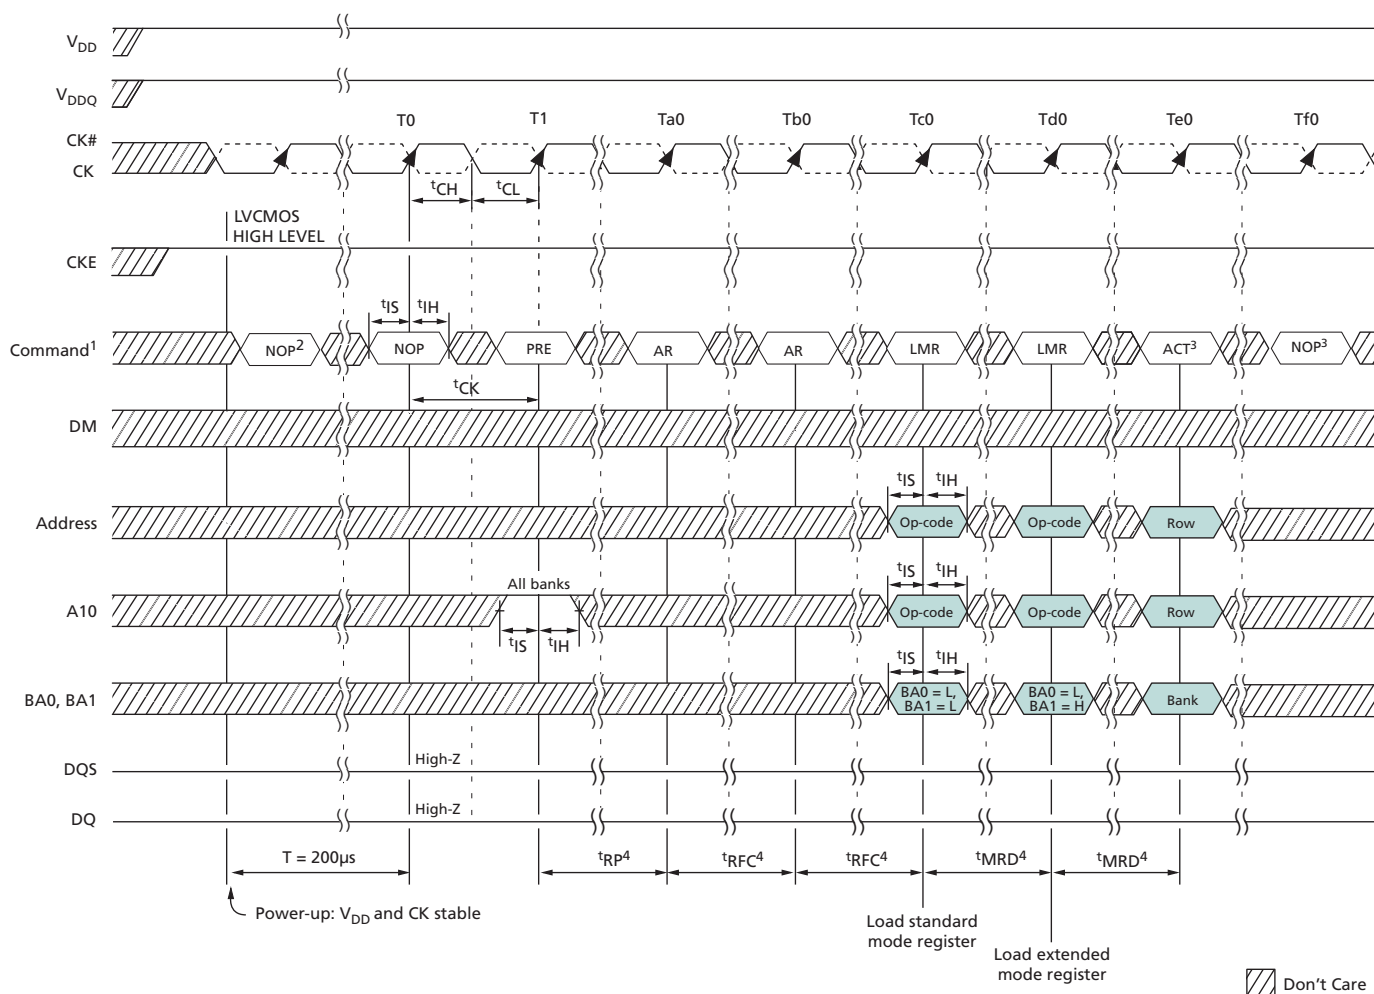 VDD
VDDQ
T0 T1 Ta0 Tb0 Tc0 Td0 Te0 Tf0
CK#
CK
tCH tCL
LVCMOS
HIGH LEVEL
CKE
tIS tIH
Command1 NOP2 NOP PRE AR AR LMR LMR ACT3 NOP3
tCK
DM
tIS tIH
Address Op-code Op-code Row
All banks tIS tIH
A10 Op-code Op-code Row
tIS tIH
tIS tIH
BA0, BA1 BA0 = L, BA1 = L BA0 = L, BA1 = H Bank
High-Z
DQS
High-Z
DQ
T = 200µs tRP4 tRFC4 tRFC4 tMRD4 tMRD4
Power-up: VDD and CK stable
Load standard
mode register
Load extended
mode register
Don't Care